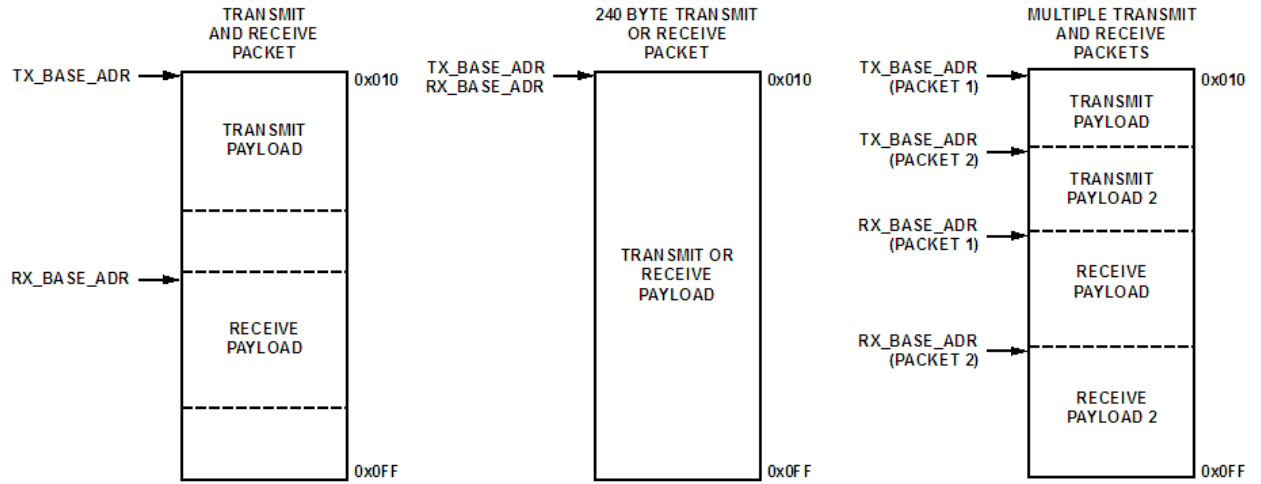 TRANSMIT
AND RECEIVE
PACKET
TX_BASE_ADR
0x010
TRANSMIT
PAYLOAD
RX_BASE_ADR
RECEIVE
PAYLOAD
0x0FF
240 BYTE TRANSMIT
OR RECEIVE
PACKET
TX_BASE_ADR
RX_BASE_ADR
0x010
TRANSMIT OR
RECEIVE
PAYLOAD
0x0FF
MULTIPLE TRANSMIT
AND RECEIVE
PACKETS
TX_BASE_ADR
(PACKET 1)
0x010
TRANSMIT
PAYLOAD
TX_BASE_ADR
(PACKET 2)
TRANSMIT
PAYLOAD 2
RX_BASE_ADR
(PACKET 1)
RECEIVE
PAYLOAD
RX_BASE_ADR
(PACKET 2)
RECEIVE
PAYLOAD 2
0x0FF